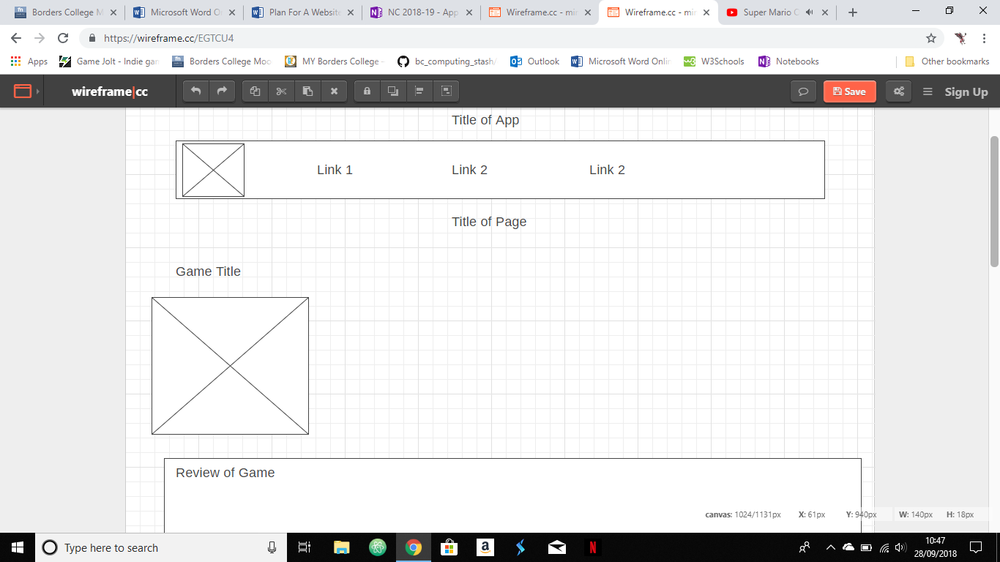 Borders College M
Microsoft Word O
Plan For A Website
NC 2018-19 - App
Wireframe.cc - mi
Wireframe.cc - mi
Super Mario
https://wireframe.cc/EGTCU4
Apps
Game Jolt - Indie gam
Borders College Moo
MY Borders College -
bc_computing_stash/
Outlook
Microsoft Word Onlin
W3Schools
Notebooks
Other bookmarks
wireframe|cc
Save
Sign Up
Title of App
Link 1
Link 2
Link 2
Title of Page
Game Title
Review of Game
canvas: 1024/1131px X: 61px Y: 940px W: 140px H: 18px
Type here to search
10:47
28/09/2018